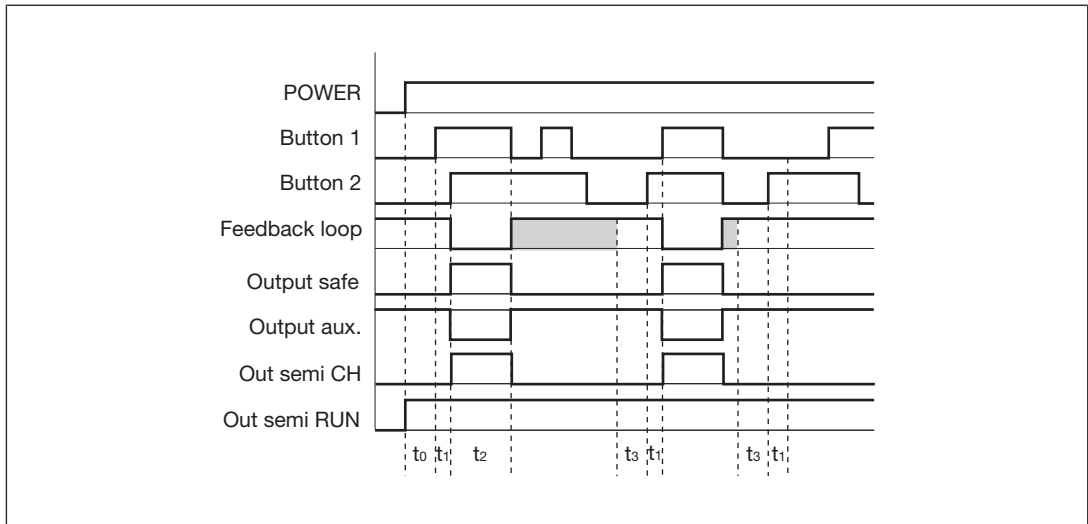 POWER
Button 1
Button 2
Feedback loop
Output safe
Output aux.
Out semi CH
Out semi RUN
t0 t1 t2 t3 t1 t3 t1